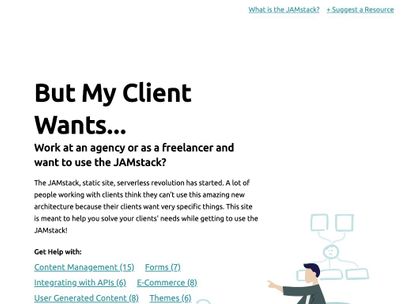 What is the JAMstack? + Suggest a Resource
But My Client
Wants...
Work at an agency or as a freelancer and
want to use the JAMstack?
The JAMstack, static site, serverless revolution has started. A lot of
people working with clients think they can't use this amazing new
architecture because their clients want very specific things. This site
is meant to help you solve your clients' needs while getting to use the
JAMstack!
Get Help with:
Content Management (15) Forms (7)
Integrating with APIs (6) E-Commerce (8)
User Generated Content (8) Themes (6)